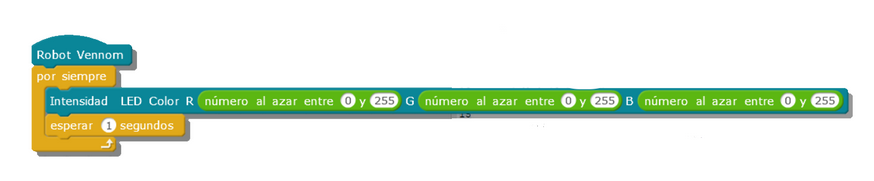 Robot Vennom
por siempre
Intensidad LED Color R número al azar entre 0 y 255 G número al azar entre 0 y 255 B número al azar entre 0 y 255
esperar 1 segundos